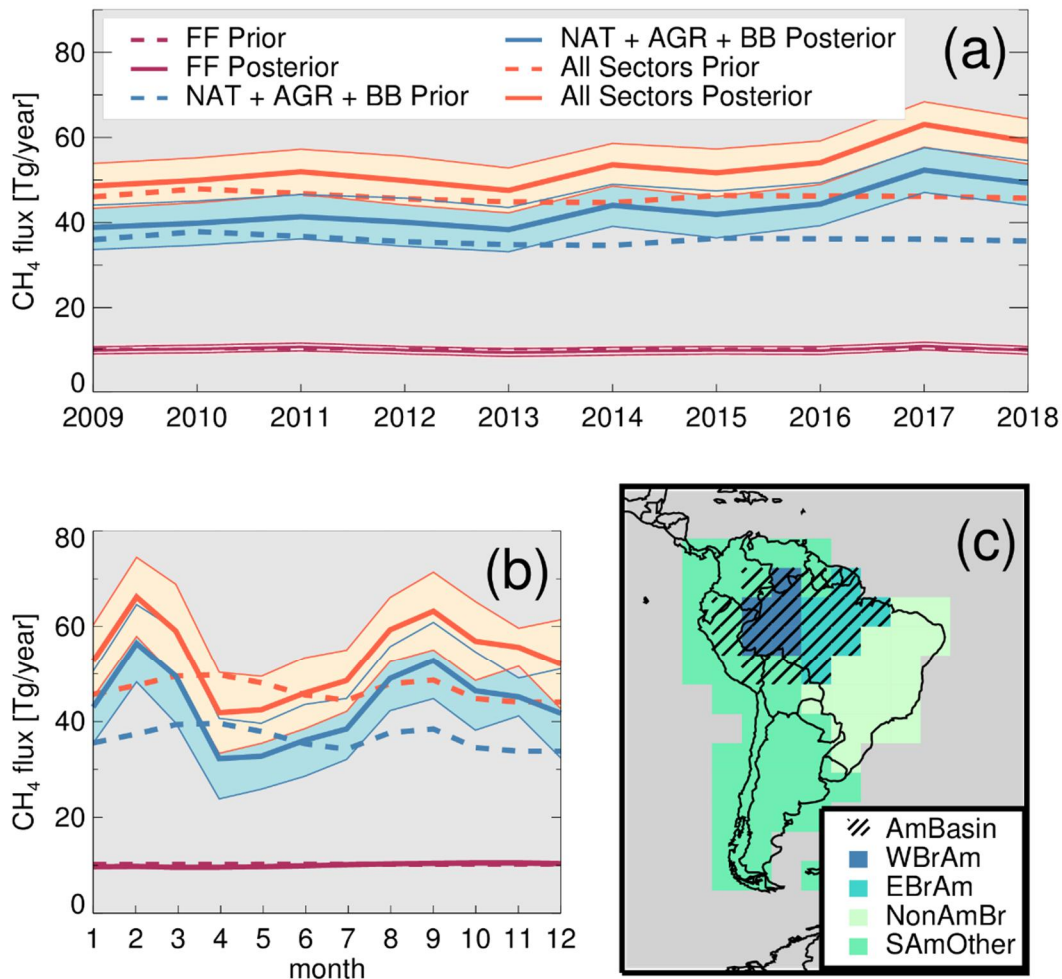 (a)
FF Prior
FF Posterior
NAT + AGR + BB Prior
NAT + AGR + BB Posterior
All Sectors Prior
All Sectors Posterior
CH₄ flux [Tg/year]
80
60
40
20
0
2009 2010 2011 2012 2013 2014 2015 2016 2017 2018
(b)
CH₄ flux [Tg/year]
80
60
40
20
0
1 2 3 4 5 6 7 8 9 10 11 12
month
(c)
AmBasin
WBrAm
EBrAm
NonAmBr
SAmOther